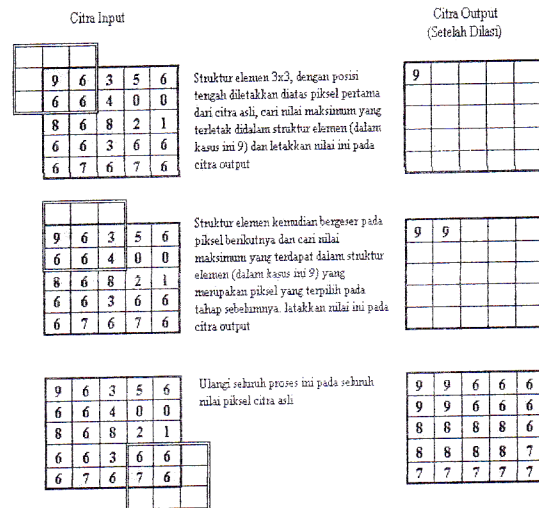 Citra Input
Citra Output
(Setelah Dilasi)
9 6 3 5 6
6 6 4 0 0
8 6 8 2 1
6 6 3 6 6
6 7 6 7 6
Struktur elemen 3x3, dengan posisi
tengah diletakkan diatas piksel pertama
dari citra asli, cari nilai maksimum yang
terletak didalam struktur elemen (dalam
kasus ini 9) dan letakkan nilai ini pada
citra output
9
9 6 3 5 6
6 6 4 0 0
8 6 8 2 1
6 6 3 6 6
6 7 6 7 6
Struktur elemen kemudian bergeser pada
piksel berikutnya dan cari nilai
maksimum yang terdapat dalam struktur
elemen (dalam kasus ini 9) yang
merupakan piksel yang terpilih pada
tahap sebelumnya. latakkan nilai ini pada
citra output
9 9
9 6 3 5 6
6 6 4 0 0
8 6 8 2 1
6 6 3 6 6
6 7 6 7 6
Ulangi seluruh proses ini pada seluruh
nilai piksel citra asli
9 9 6 6 6
9 9 6 6 6
8 8 8 8 6
8 8 8 8 7
7 7 7 7 7